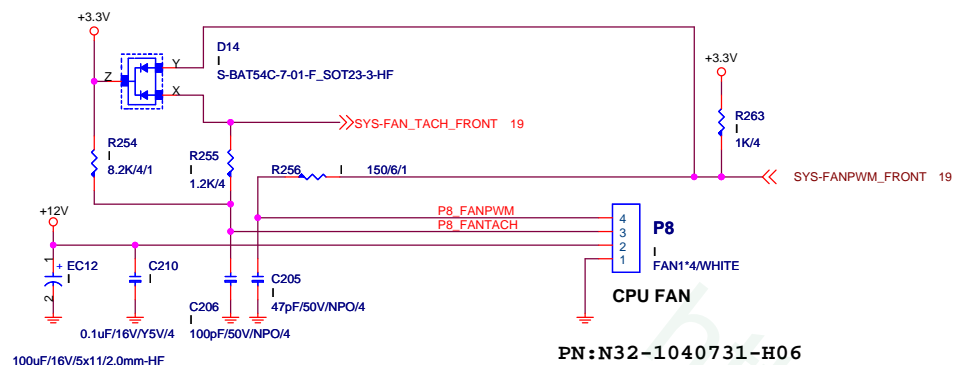 +3.3V
D14
I
S-BAT54C-7-01-F_SOT23-3-HF
Y
Z
X
+3.3V
SYS-FAN_TACH_FRONT 19
R263
I
1K/4
R254
I
8.2K/4/1
R255
I
1.2K/4
R256 I 150/6/1
SYS-FANPWM_FRONT 19
+12V
P8_FANPWM
P8_FANTACH
4
3
2
1
P8
I
FAN1*4/WHITE
CPU FAN
1
+
EC12
I
2
C210
I
C205
I
47pF/50V/NPO/4
C206
I
100pF/50V/NPO/4
0.1uF/16V/Y5V/4
100uF/16V/5x11/2.0mm-HF
PN:N32-1040731-H06